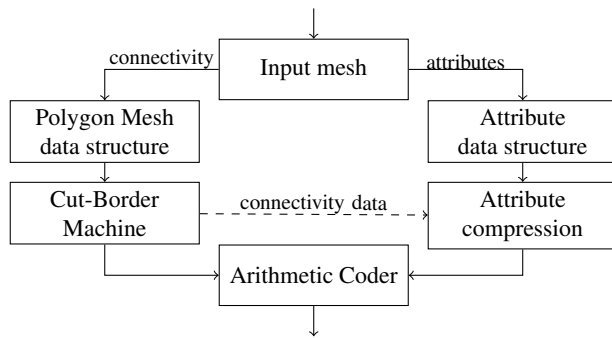 connectivity
Input mesh
attributes
Polygon Mesh
data structure
Attribute
data structure
Cut-Border
Machine
connectivity data
Attribute
compression
Arithmetic Coder